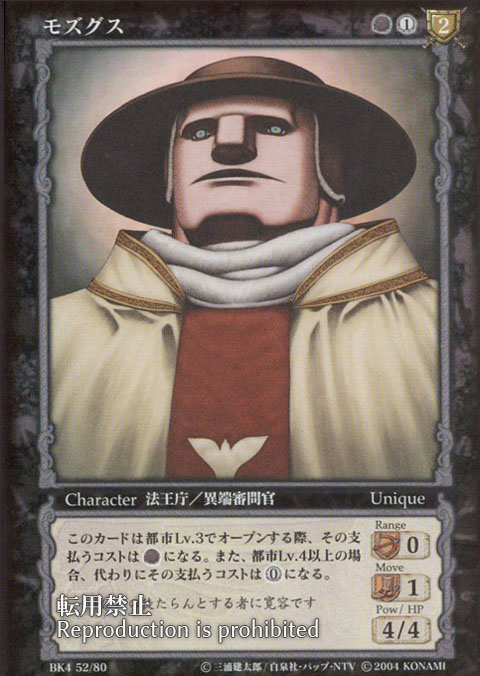 モズグス
1 2
Character 法王庁/異端審問官 Unique
このカードは都市Lv.3でオープンする際、その支
払うコストは になる。また、都市Lv.4以上の場
合、代わりにその支払うコストは 0 になる。
たらんとする者に寛容です
転用禁止
Reproduction is prohibited
Range
0
Move
1
Pow/ HP
4/4
BK4 52/80
©三浦建太郎/白泉社・バップ・NTV ©2004 KONAMI